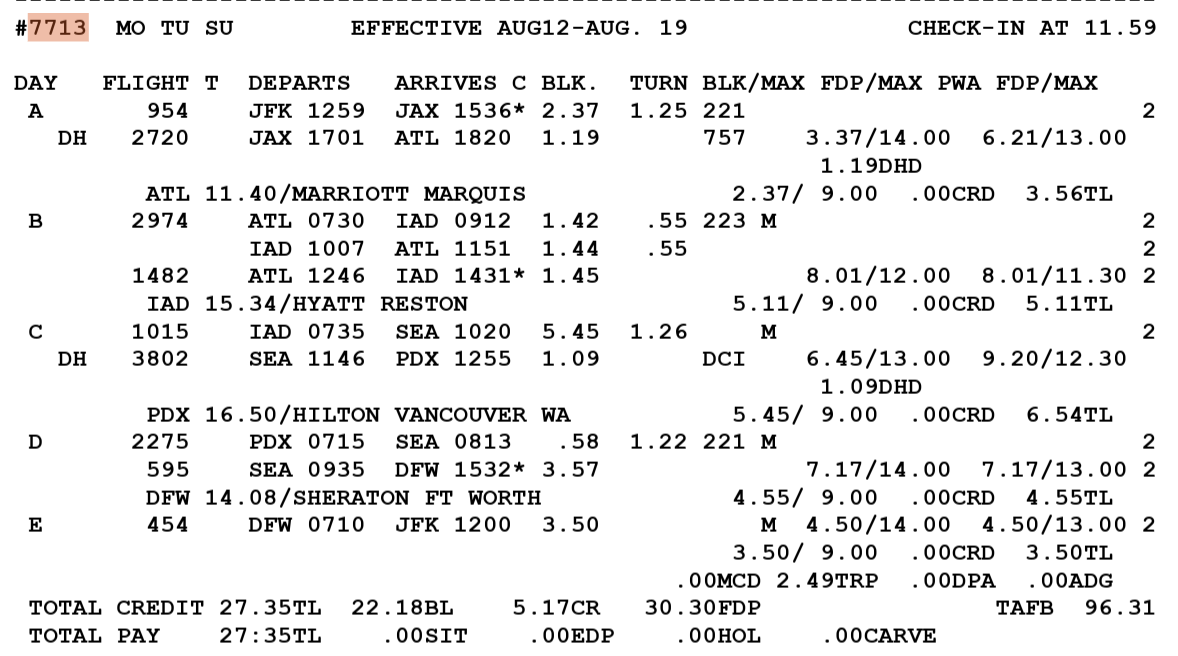 #7713 MO TU SU EFFECTIVE AUG12-AUG. 19 CHECK-IN AT 11.59
DAY FLIGHT T DEPARTS ARRIVES C BLK. TURN BLK/MAX FDP/MAX PWA FDP/MAX
A 954 JFK 1259 JAX 1536* 2.37 1.25 221 2
DH 2720 JAX 1701 ATL 1820 1.19 757 3.37/14.00 6.21/13.00
1.19DHD
ATL 11.40/MARRIOTT MARQUIS 2.37/ 9.00 .00CRD 3.56TL
B 2974 ATL 0730 IAD 0912 1.42 .55 223 M 2
IAD 1007 ATL 1151 1.44 .55 2
1482 ATL 1246 IAD 1431* 1.45 8.01/12.00 8.01/11.30 2
IAD 15.34/HYATT RESTON 5.11/ 9.00 .00CRD 5.11TL
C 1015 IAD 0735 SEA 1020 5.45 1.26 M 2
DH 3802 SEA 1146 PDX 1255 1.09 DCI 6.45/13.00 9.20/12.30
1.09DHD
PDX 16.50/HILTON VANCOUVER WA 5.45/ 9.00 .00CRD 6.54TL
D 2275 PDX 0715 SEA 0813 .58 1.22 221 M 2
595 SEA 0935 DFW 1532* 3.57 7.17/14.00 7.17/13.00 2
DFW 14.08/SHERATON FT WORTH 4.55/ 9.00 .00CRD 4.55TL
E 454 DFW 0710 JFK 1200 3.50 M 4.50/14.00 4.50/13.00 2
3.50/ 9.00 .00CRD 3.50TL
.00MCD 2.49TRP .00DPA .00ADG
TOTAL CREDIT 27.35TL 22.18BL 5.17CR 30.30FDP TAFB 96.31
TOTAL PAY 27:35TL .00SIT .00EDP .00HOL .00CARVE